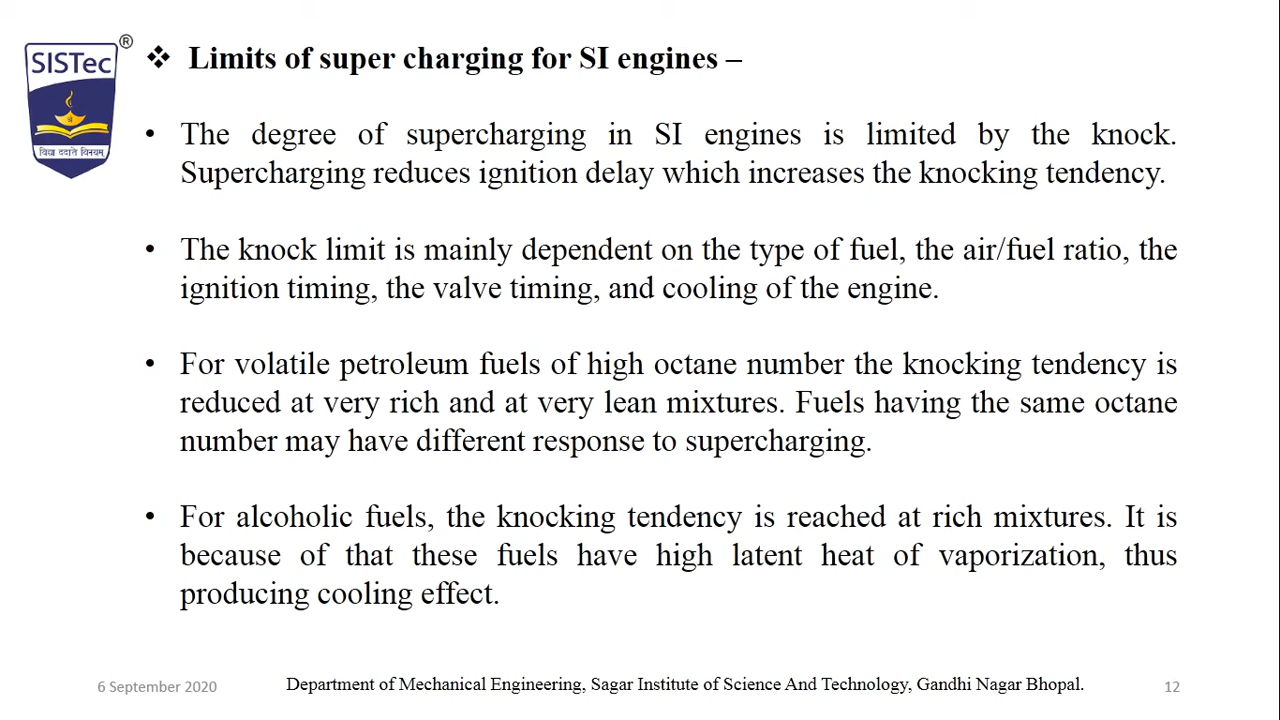 SISTec
®
विद्या ददाति विनयम्
❖ Limits of super charging for SI engines –
• The degree of supercharging in SI engines is limited by the knock.
Supercharging reduces ignition delay which increases the knocking tendency.
• The knock limit is mainly dependent on the type of fuel, the air/fuel ratio, the
ignition timing, the valve timing, and cooling of the engine.
• For volatile petroleum fuels of high octane number the knocking tendency is
reduced at very rich and at very lean mixtures. Fuels having the same octane
number may have different response to supercharging.
• For alcoholic fuels, the knocking tendency is reached at rich mixtures. It is
because of that these fuels have high latent heat of vaporization, thus
producing cooling effect.
6 September 2020
Department of Mechanical Engineering, Sagar Institute of Science And Technology, Gandhi Nagar Bhopal.
12